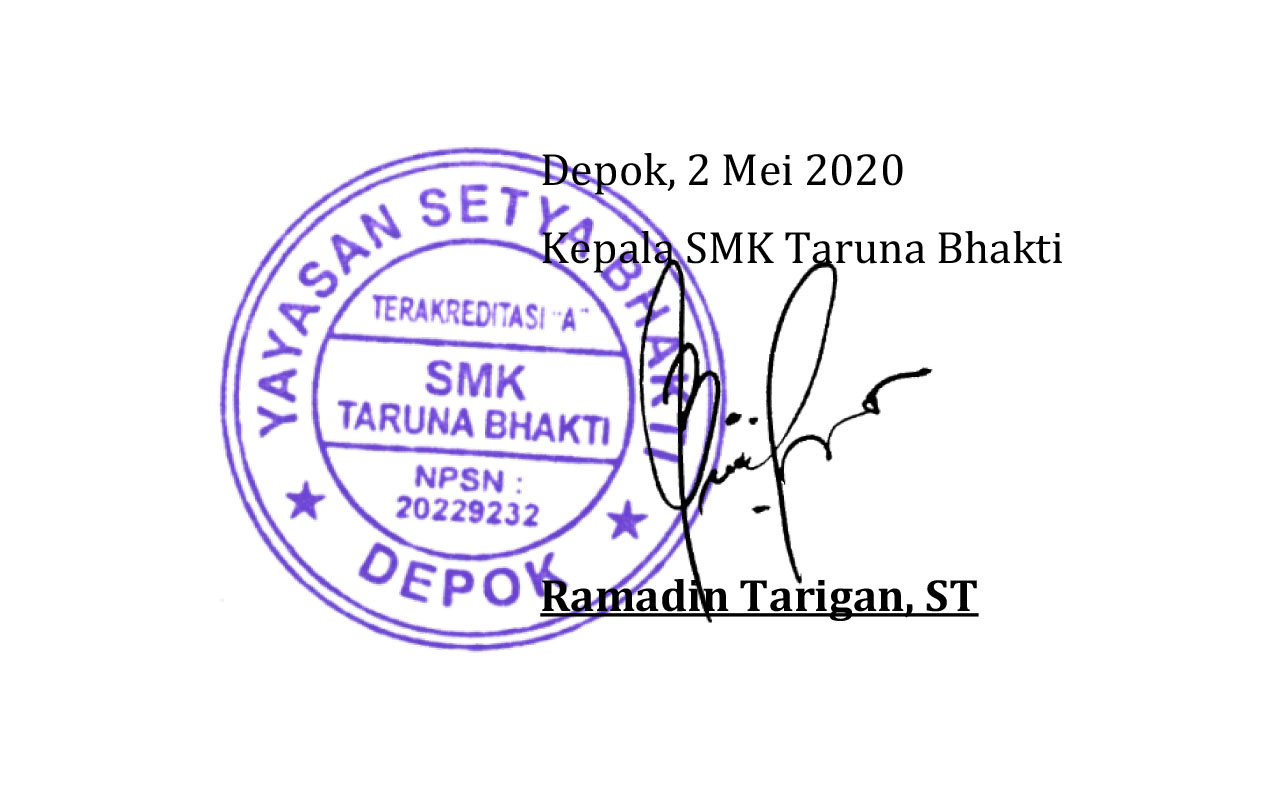 Depok, 2 Mei 2020
Kepala SMK Taruna Bhakti
YAYASAN SETYA BHAKTI
TERAKREDITASI "A"
SMK
TARUNA BHAKTI
NPSN :
20229232
DEPOK
Ramadin Tarigan, ST